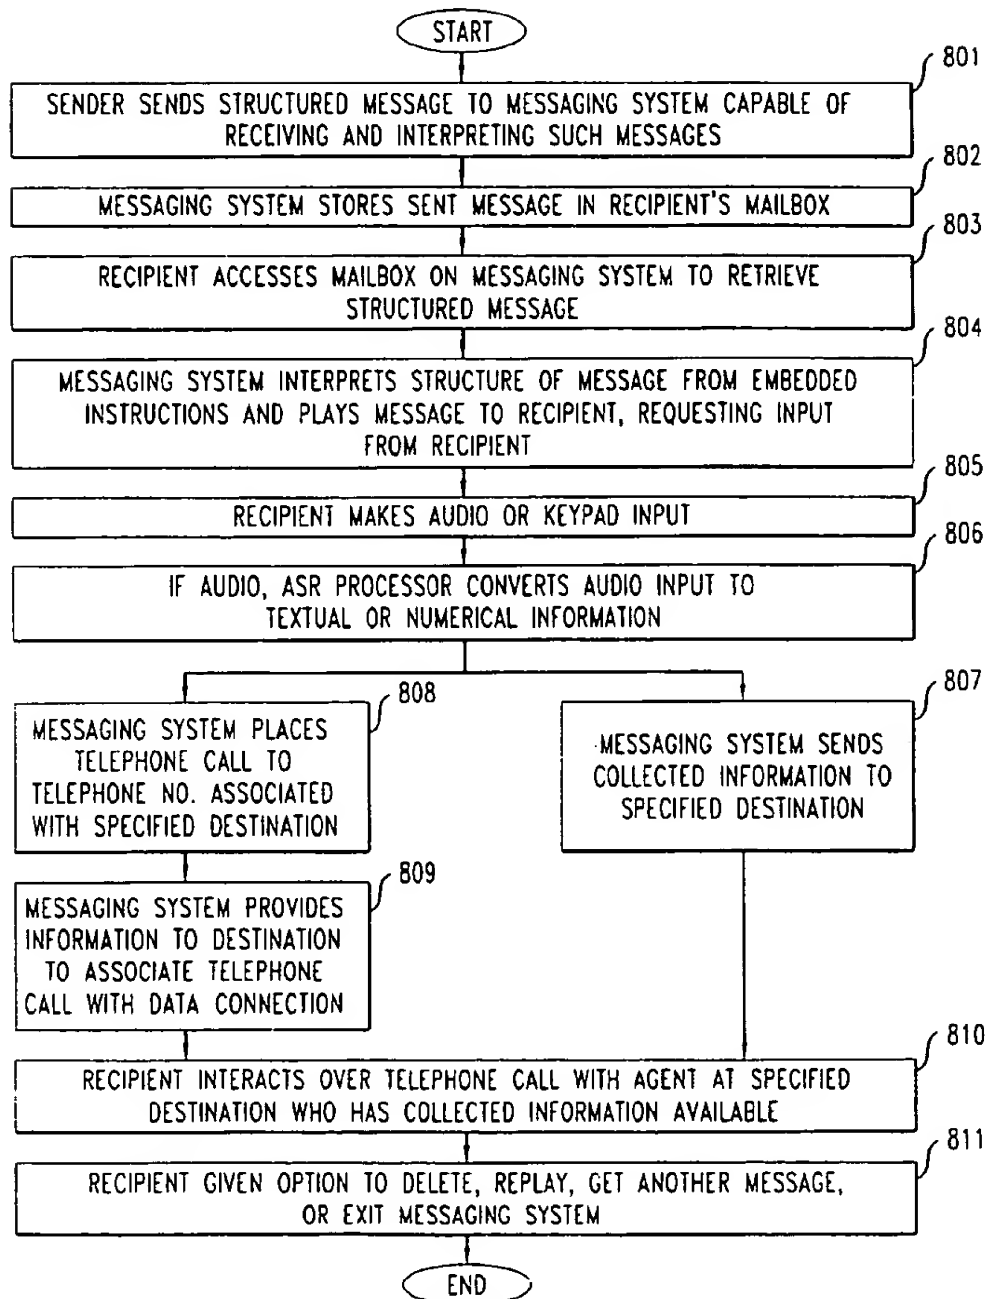 START
801
SENDER SENDS STRUCTURED MESSAGE TO MESSAGING SYSTEM CAPABLE OF
RECEIVING AND INTERPRETING SUCH MESSAGES
802
MESSAGING SYSTEM STORES SENT MESSAGE IN RECIPIENT'S MAILBOX
803
RECIPIENT ACCESSES MAILBOX ON MESSAGING SYSTEM TO RETRIEVE
STRUCTURED MESSAGE
804
MESSAGING SYSTEM INTERPRETS STRUCTURE OF MESSAGE FROM EMBEDDED
INSTRUCTIONS AND PLAYS MESSAGE TO RECIPIENT, REQUESTING INPUT
FROM RECIPIENT
805
RECIPIENT MAKES AUDIO OR KEYPAD INPUT
806
IF AUDIO, ASR PROCESSOR CONVERTS AUDIO INPUT TO
TEXTUAL OR NUMERICAL INFORMATION
808
MESSAGING SYSTEM PLACES
TELEPHONE CALL TO
TELEPHONE NO. ASSOCIATED
WITH SPECIFIED DESTINATION
807
MESSAGING SYSTEM SENDS
COLLECTED INFORMATION TO
SPECIFIED DESTINATION
809
MESSAGING SYSTEM PROVIDES
INFORMATION TO DESTINATION
TO ASSOCIATE TELEPHONE
CALL WITH DATA CONNECTION
810
RECIPIENT INTERACTS OVER TELEPHONE CALL WITH AGENT AT SPECIFIED
DESTINATION WHO HAS COLLECTED INFORMATION AVAILABLE
811
RECIPIENT GIVEN OPTION TO DELETE, REPLAY, GET ANOTHER MESSAGE,
OR EXIT MESSAGING SYSTEM
END